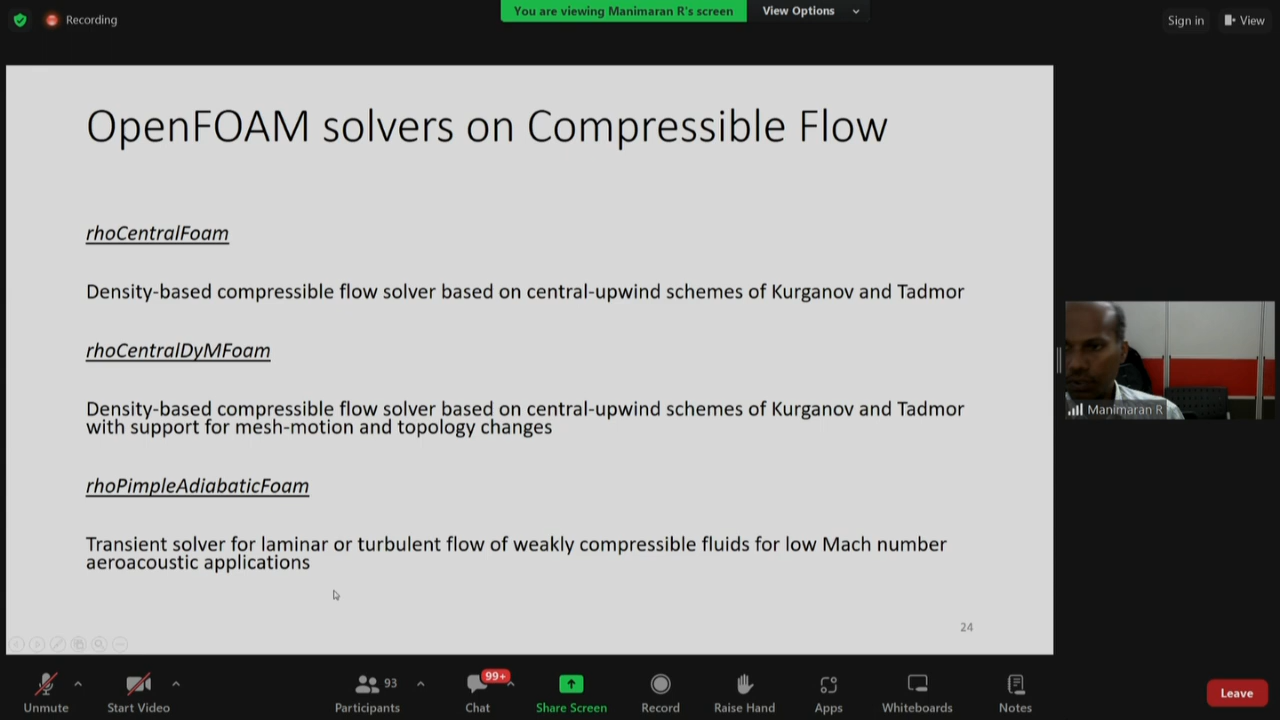 Recording
You are viewing Manimaran R's screen
View Options
Sign in
View
OpenFOAM solvers on Compressible Flow
rhoCentralFoam
Density-based compressible flow solver based on central-upwind schemes of Kurganov and Tadmor
rhoCentralDyMFoam
Density-based compressible flow solver based on central-upwind schemes of Kurganov and Tadmor
with support for mesh-motion and topology changes
rhoPimpleAdiabaticFoam
Transient solver for laminar or turbulent flow of weakly compressible fluids for low Mach number
aeroacoustic applications
24
Manimaran R
Unmute
Start Video
93
Participants
99+
Chat
Share Screen
Record
Raise Hand
Apps
Whiteboards
Notes
Leave